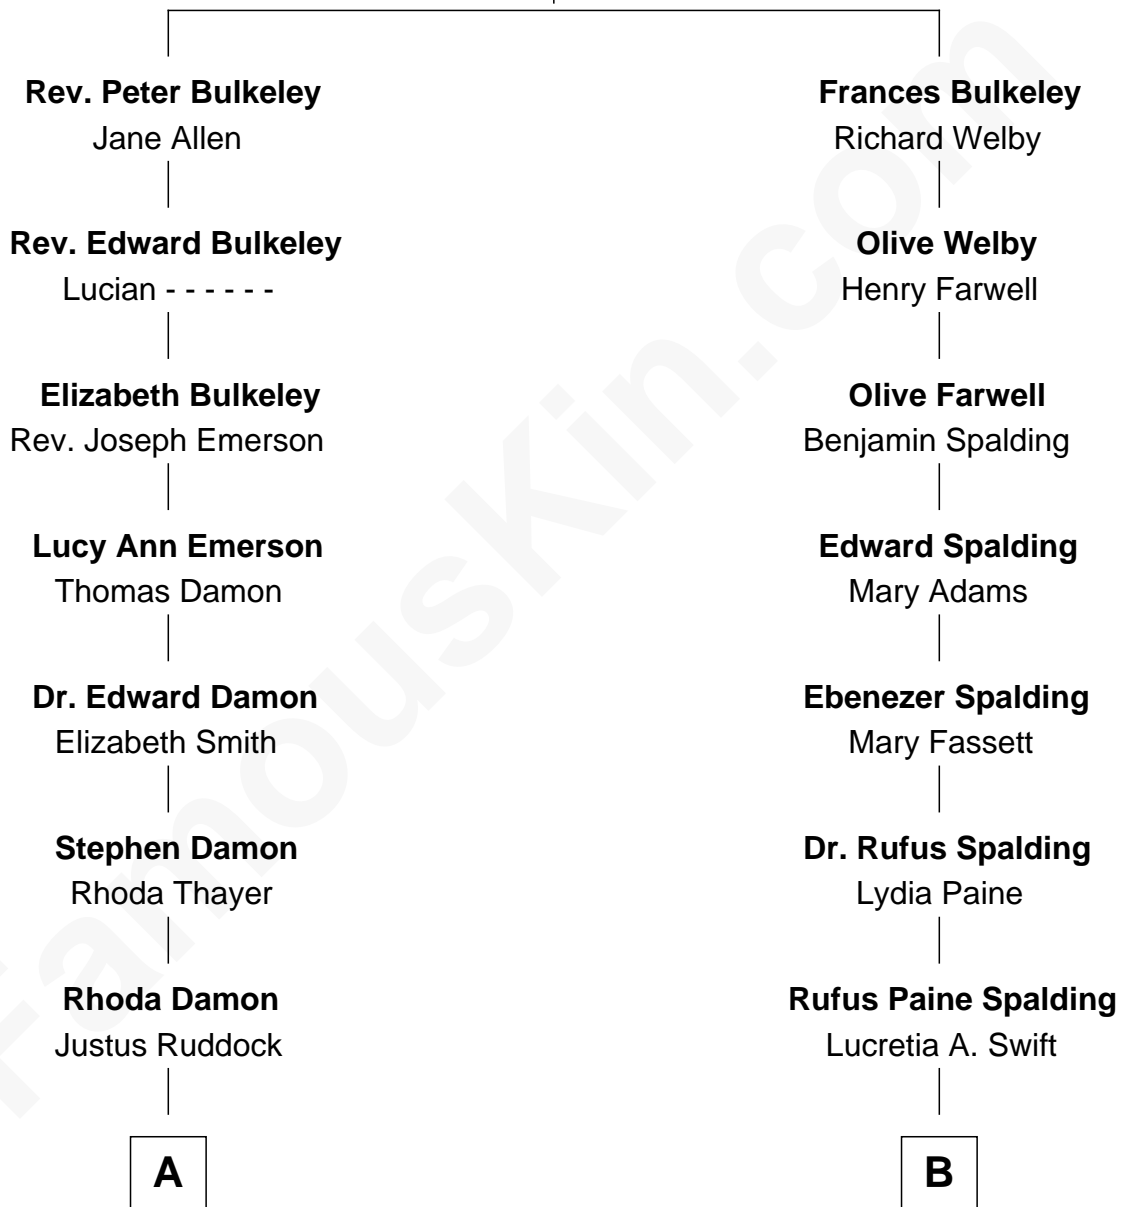 Rev. Peter Bulkeley
Jane Allen
Rev. Edward Bulkeley
Lucian - - - - - -
Elizabeth Bulkeley
Rev. Joseph Emerson
Lucy Ann Emerson
Thomas Damon
Dr. Edward Damon
Elizabeth Smith
Stephen Damon
Rhoda Thayer
Rhoda Damon
Justus Ruddock
A
Frances Bulkeley
Richard Welby
Olive Welby
Henry Farwell
Olive Farwell
Benjamin Spalding
Edward Spalding
Mary Adams
Ebenezer Spalding
Mary Fassett
Dr. Rufus Spalding
Lydia Paine
Rufus Paine Spalding
Lucretia A. Swift
B
FamousKin.com